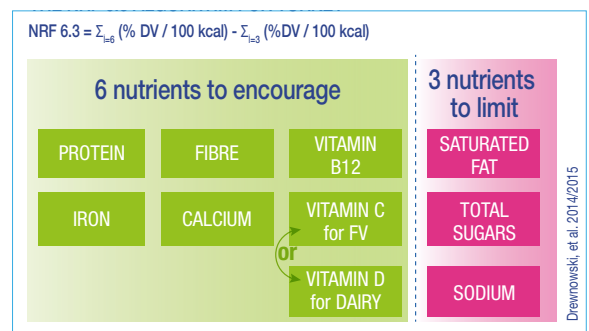 NRF 6.3 = Σi=6 (% DV / 100 kcal) - Σi=3 (%DV / 100 kcal)
6 nutrients to encourage
PROTEIN
FIBRE
VITAMIN
B12
IRON
CALCIUM
VITAMIN C
for FV
or
VITAMIN D
for DAIRY
3 nutrients
to limit
SATURATED
FAT
TOTAL
SUGARS
SODIUM
Drewnowski, et al. 2014/2015